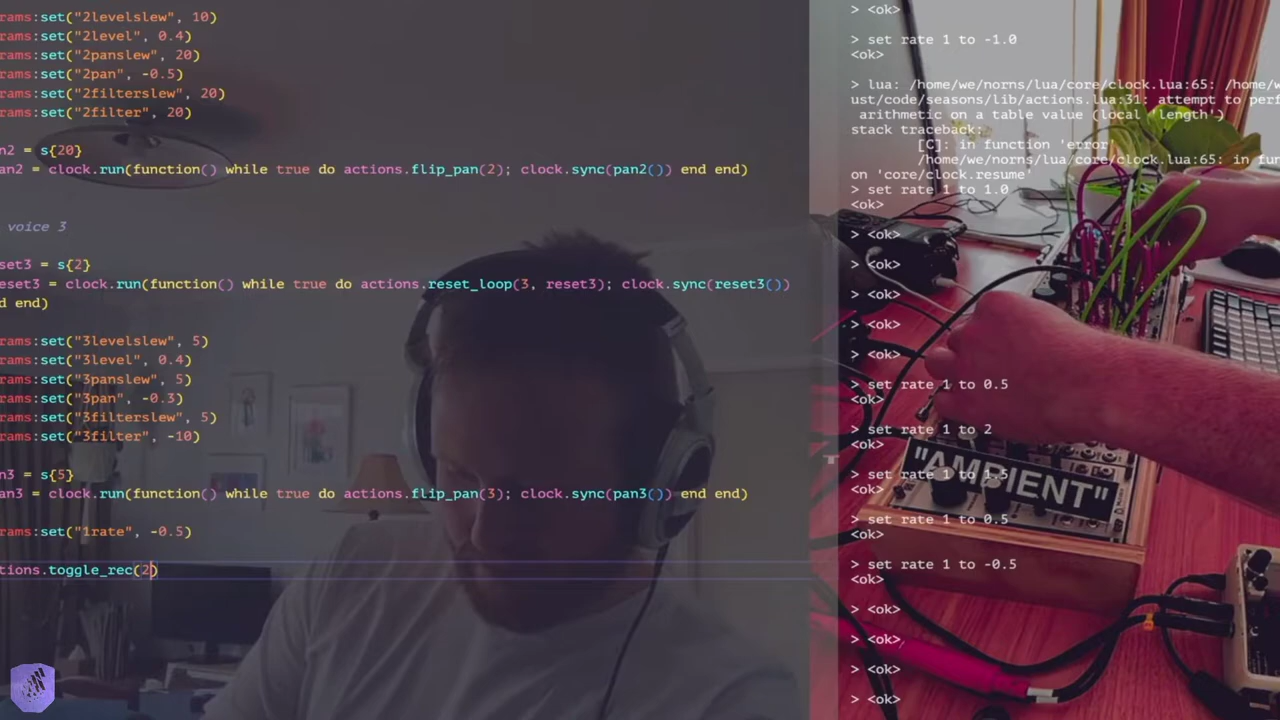 rams:set("2levelslew", 10)
rams:set("2level", 0.4)
rams:set("2panslew", 20)
rams:set("2pan", -0.5)
rams:set("2filterslew", 20)
rams:set("2filter", 20)
an2 = s{20}
an2 = clock.run(function() while true do actions.flip_pan(2); clock.sync(pan2()) end end)
voice 3
set3 = s{2}
eset3 = clock.run(function() while true do actions.reset_loop(3, reset3); clock.sync(reset3())
d end)
rams:set("3levelslew", 5)
rams:set("3level", 0.4)
rams:set("3panslew", 5)
rams:set("3pan", -0.3)
rams:set("3filterslew", 5)
rams:set("3filter", -10)
an3 = s{5}
an3 = clock.run(function() while true do actions.flip_pan(3); clock.sync(pan3()) end end)
rams:set("1rate", -0.5)
tions.toggle_rec(2)
> <ok>
> set rate 1 to -1.0
<ok>
> lua: /home/we/norns/lua/core/clock.lua:65: /home/w
ust/code/seasons/lib/actions.lua:31: attempt to perf
arithmetic on a table value (local 'length')
stack traceback:
[C]: in function 'error'
/home/we/norns/lua/core/clock.lua:65: in fun
on 'core/clock.resume'
> set rate 1 to 1.0
<ok>
> <ok>
> <ok>
> <ok>
> <ok>
> <ok>
> set rate 1 to 0.5
<ok>
> set rate 1 to 2
<ok>
> set rate 1 to 1.5
<ok>
> set rate 1 to 0.5
<ok>
> set rate 1 to -0.5
<ok>
> <ok>
> <ok>
> <ok>
> <ok>
"AMBIENT"